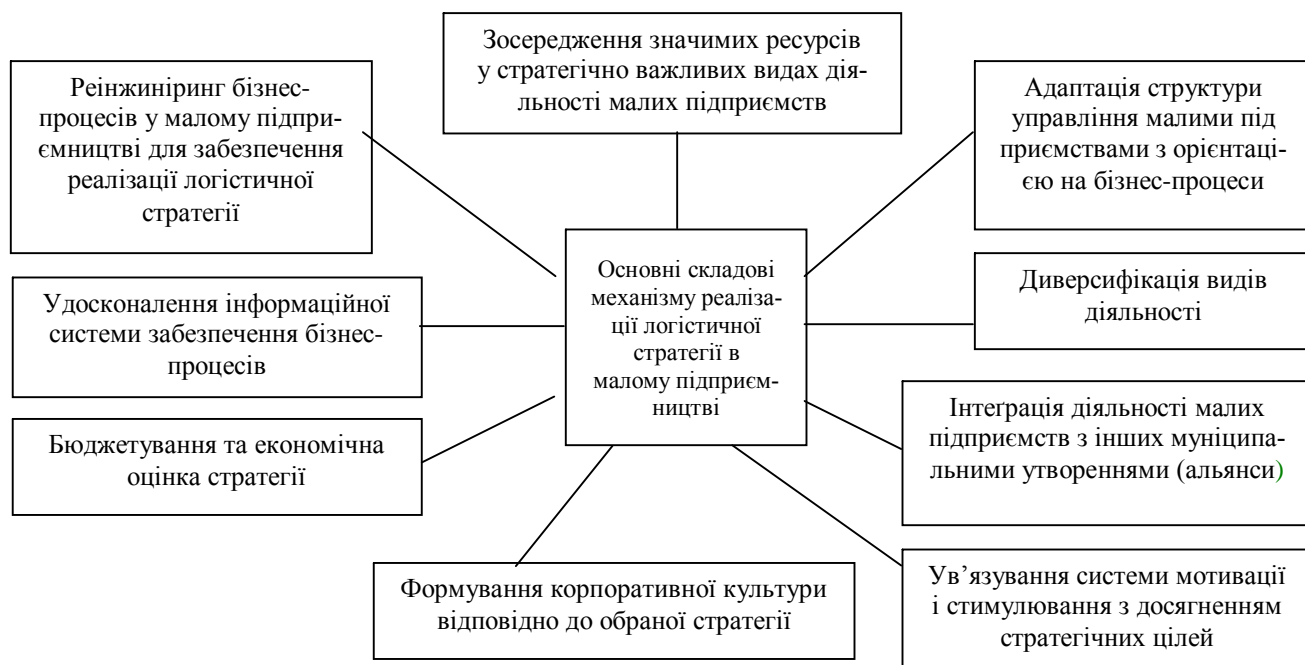 Зосередження значимих ресурсів
у стратегічно важливих видах дія-
льності малих підприємств
Реінжиніринг бізнес-
процесів у малому підпри-
ємництві для забезпечення
реалізації логістичної
стратегії
Адаптація структури
управління малими під
приємствами з орієнтаці-
єю на бізнес-процеси
Основні складові
механізму реаліза-
ції логістичної
стратегії в
малому підприєм-
ництві
Удосконалення інформаційної
системи забезпечення бізнес-
процесів
Диверсифікація видів
діяльності
Бюджетування та економічна
оцінка стратегії
Інтеґрація діяльності малих
підприємств з інших муніципа-
льними утвореннями (альянси)
Формування корпоративної культури
відповідно до обраної стратегії
Ув’язування системи мотивації
і стимулювання з досягненням
стратегічних цілей